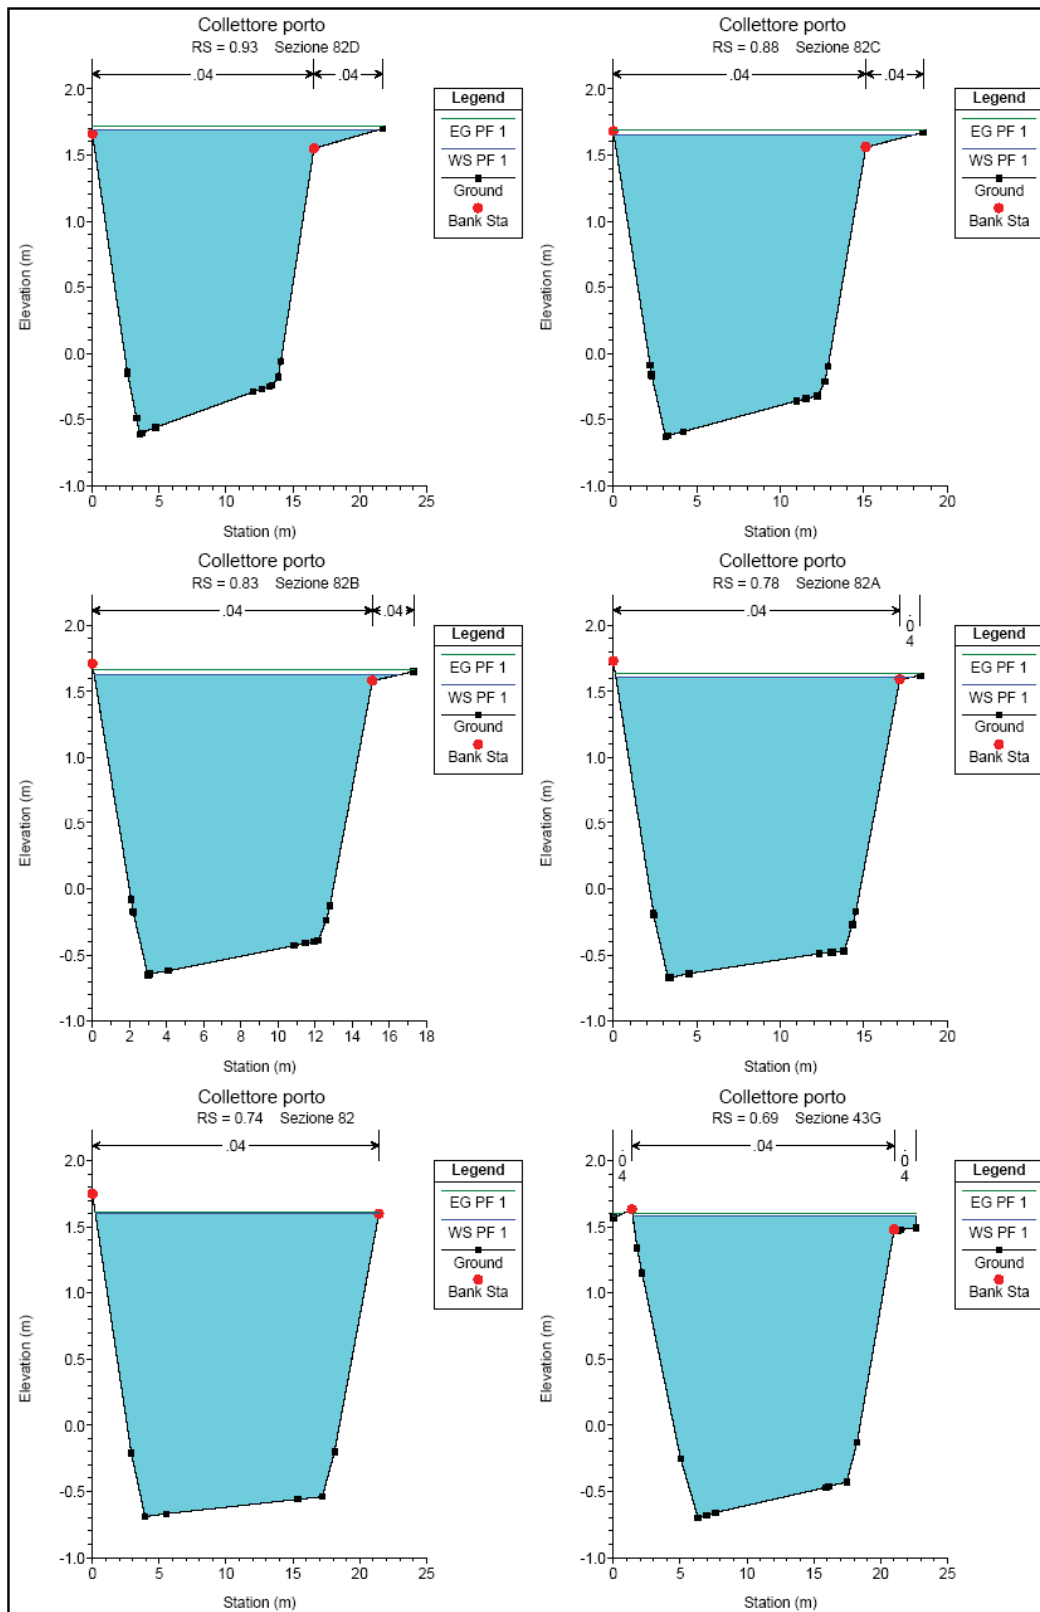 Collettore porto
RS = 0.93 Sezione 82D
.04 .04
Legend
EG PF 1
WS PF 1
Ground
Bank Sta
Elevation (m)
2.0
1.5
1.0
0.5
0.0
-0.5
-1.0
0 5 10 15 20 25
Station (m)
Collettore porto
RS = 0.88 Sezione 82C
.04 .04
Legend
EG PF 1
WS PF 1
Ground
Bank Sta
Elevation (m)
2.0
1.5
1.0
0.5
0.0
-0.5
-1.0
0 5 10 15 20
Station (m)
Collettore porto
RS = 0.83 Sezione 82B
.04 .04
Legend
EG PF 1
WS PF 1
Ground
Bank Sta
Elevation (m)
2.0
1.5
1.0
0.5
0.0
-0.5
-1.0
0 2 4 6 8 10 12 14 16 18
Station (m)
Collettore porto
RS = 0.78 Sezione 82A
.04 .04
Legend
EG PF 1
WS PF 1
Ground
Bank Sta
Elevation (m)
2.0
1.5
1.0
0.5
0.0
-0.5
-1.0
0 5 10 15 20
Station (m)
Collettore porto
RS = 0.74 Sezione 82
.04
Legend
EG PF 1
WS PF 1
Ground
Bank Sta
Elevation (m)
2.0
1.5
1.0
0.5
0.0
-0.5
-1.0
0 5 10 15 20 25
Station (m)
Collettore porto
RS = 0.69 Sezione 43G
.04 .04 .04
Legend
EG PF 1
WS PF 1
Ground
Bank Sta
Elevation (m)
2.0
1.5
1.0
0.5
0.0
-0.5
-1.0
0 5 10 15 20 25
Station (m)